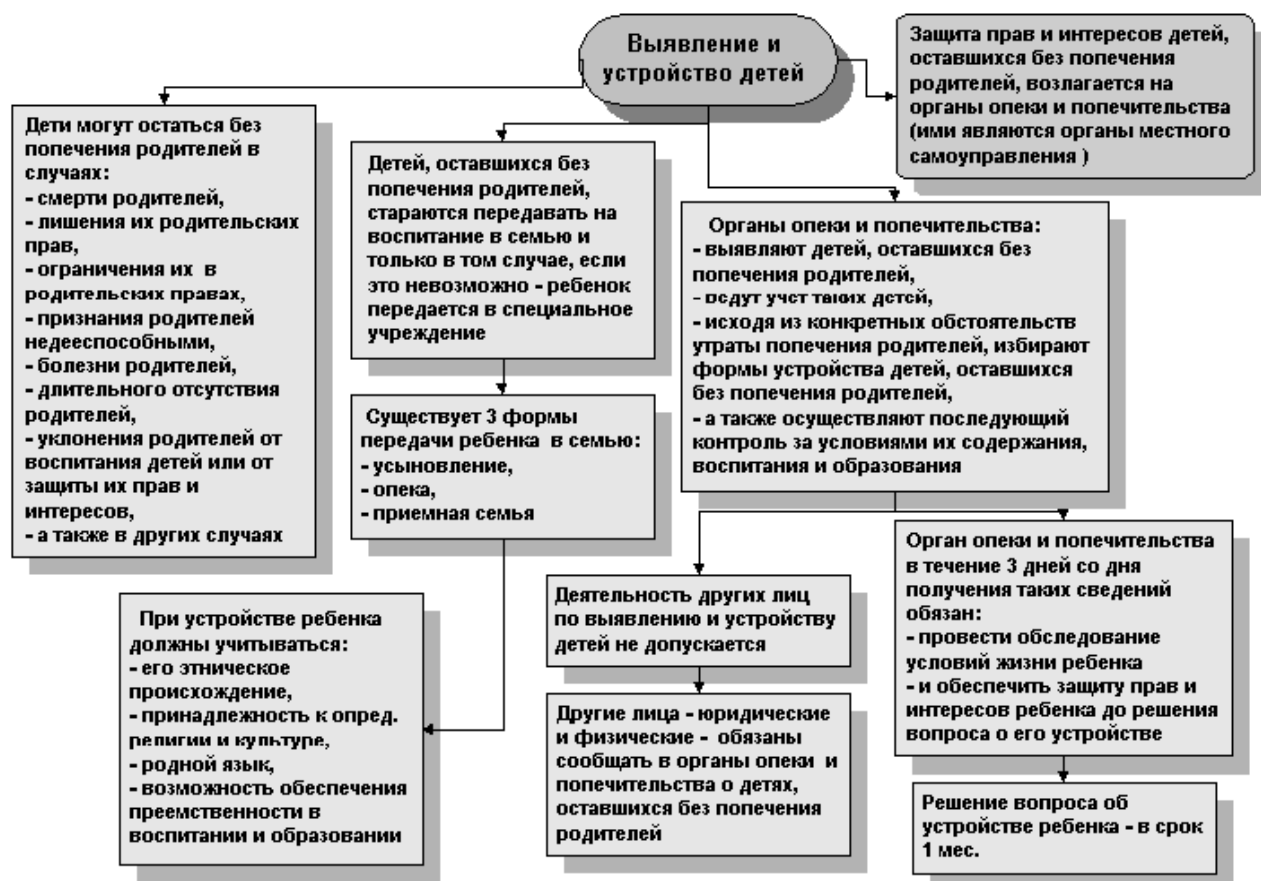 Выявление и
устройство детей
Защита прав и интересов детей,
оставшихся без попечения
родителей, возлагается на
органы опеки и попечительства
(ими являются органы местного
самоуправления )
Дети могут остаться без
попечения родителей в
случаях:
- смерти родителей,
- лишения их родительских
прав,
- ограничения их в
родительских правах,
- признания родителей
недееспособными,
- болезни родителей,
- длительного отсутствия
родителей,
- уклонения родителей от
воспитания детей или от
защиты их прав и
интересов,
- а также в других случаях
Детей, оставшихся без
попечения родителей,
стараются передавать на
воспитание в семью и
только в том случае, если
это невозможно - ребенок
передается в специальное
учреждение
Органы опеки и попечительства:
- выявляют детей, оставшихся без
попечения родителей,
- ведут учет таких детей,
- исходя из конкретных обстоятельств
утраты попечения родителей, избирают
формы устройства детей, оставшихся
без попечения родителей,
- а также осуществляют последующий
контроль за условиями их содержания,
воспитания и образования
Существует 3 формы
передачи ребенка в семью:
- усыновление,
- опека,
- приемная семья
При устройстве ребенка
должны учитываться:
- его этническое
происхождение,
- принадлежность к опред.
религии и культуре,
- родной язык,
- возможность обеспечения
преемственности в
воспитании и образовании
Деятельность других лиц
по выявлению и устройству
детей не допускается
Другие лица - юридические
и физические - обязаны
сообщать в органы опеки и
попечительства о детях,
оставшихся без попечения
родителей
Орган опеки и попечительства
в течение 3 дней со дня
получения таких сведений
обязан:
- провести обследование
условий жизни ребенка
- и обеспечить защиту прав и
интересов ребенка до решения
вопроса о его устройстве
Решение вопроса об
устройстве ребенка - в срок
1 мес.